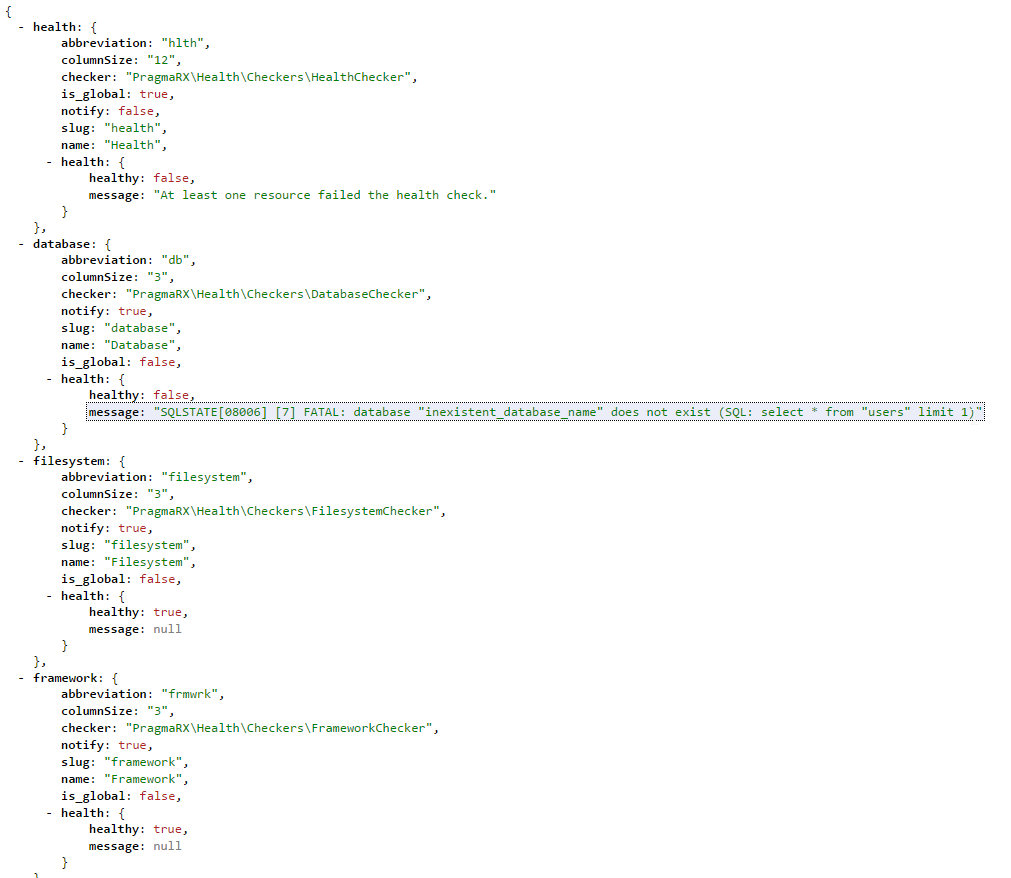 {
- health: {
abbreviation: "hlth",
columnSize: "12",
checker: "PragmaRX\Health\Checkers\HealthChecker",
is_global: true,
notify: false,
slug: "health",
name: "Health",
- health: {
healthy: false,
message: "At least one resource failed the health check."
}
},
- database: {
abbreviation: "db",
columnSize: "3",
checker: "PragmaRX\Health\Checkers\DatabaseChecker",
notify: true,
slug: "database",
name: "Database",
is_global: false,
- health: {
healthy: false,
message: "SQLSTATE[08006] [7] FATAL: database "inexistent_database_name" does not exist (SQL: select * from "users" limit 1)"
}
},
- filesystem: {
abbreviation: "filesystem",
columnSize: "3",
checker: "PragmaRX\Health\Checkers\FilesystemChecker",
notify: true,
slug: "filesystem",
name: "Filesystem",
is_global: false,
- health: {
healthy: true,
message: null
}
},
- framework: {
abbreviation: "frmwrk",
columnSize: "3",
checker: "PragmaRX\Health\Checkers\FrameworkChecker",
notify: true,
slug: "framework",
name: "Framework",
is_global: false,
- health: {
healthy: true,
message: null
}